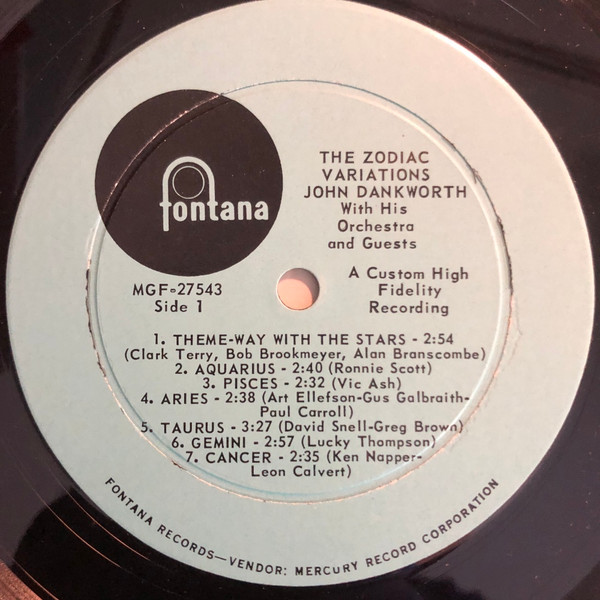 fontana
THE ZODIAC
VARIATIONS
JOHN DANKWORTH
With His
Orchestra
and Guests
MGF-27543
Side 1
A Custom High
Fidelity
Recording
1. THEME-WAY WITH THE STARS - 2:54
(Clark Terry, Bob Brookmeyer, Alan Branscombe)
2. AQUARIUS - 2:40 (Ronnie Scott)
3. PISCES - 2:32 (Vic Ash)
4. ARIES - 2:38 (Art Ellefson-Gus Galbraith-
Paul Carroll)
5. TAURUS - 3:27 (David Snell-Greg Brown)
6. GEMINI - 2:57 (Lucky Thompson)
7. CANCER - 2:35 (Ken Napper-
Leon Calvert)
FONTANA RECORDS—VENDOR: MERCURY RECORD CORPORATION